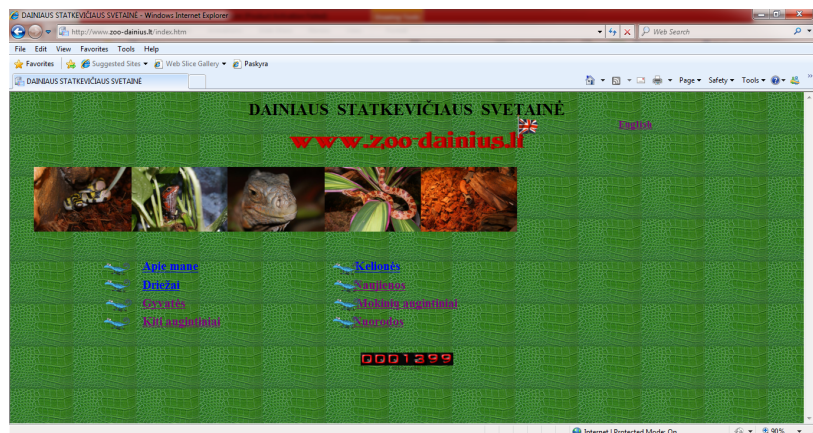 DAINIAUS STATKEVIČIAUS SVETAINĖ - Windows Internet Explorer
http://www.zoo-dainius.lt/index.htm
Web Search
File Edit View Favorites Tools Help
Favorites Suggested Sites Web Slice Gallery Paskyra
DAINIAUS STATKEVIČIAUS SVETAINĖ Page Safety Tools
DAINIAUS STATKEVIČIAUS SVETAINĖ
English
www.zoo-dainius.lt
Apie mane Kelionės
Driežai Naujienos
Gyvatės Mokinių augintiniai
Kiti augintiniai Nuorodos
0001399
Internet | Protected Mode: On 90%